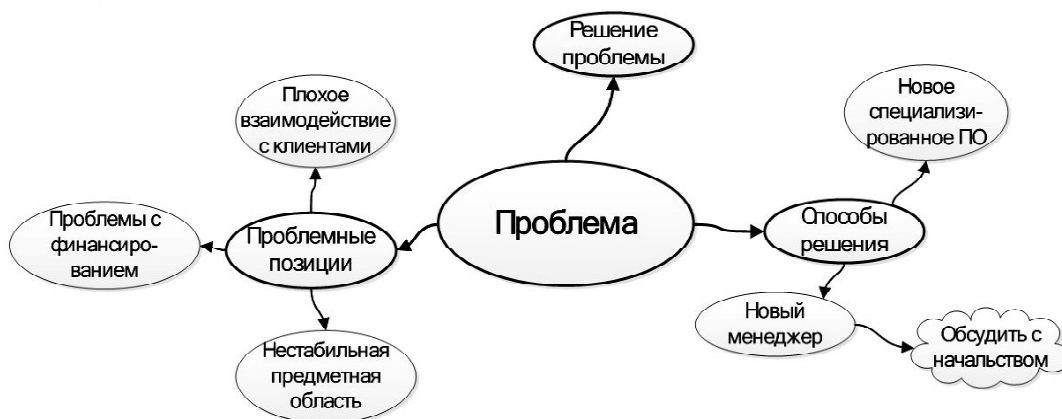 Решение
проблемы
Плохое
взаимодействие
с клиентами
Новое
специализи-
рованное ПО
Проблемы с
финансиро-
ванием
Проблемные
позиции
Проблема
Способы
решения
Новый
менеджер
Обсудить с
начальством
Нестабильная
предметная
область